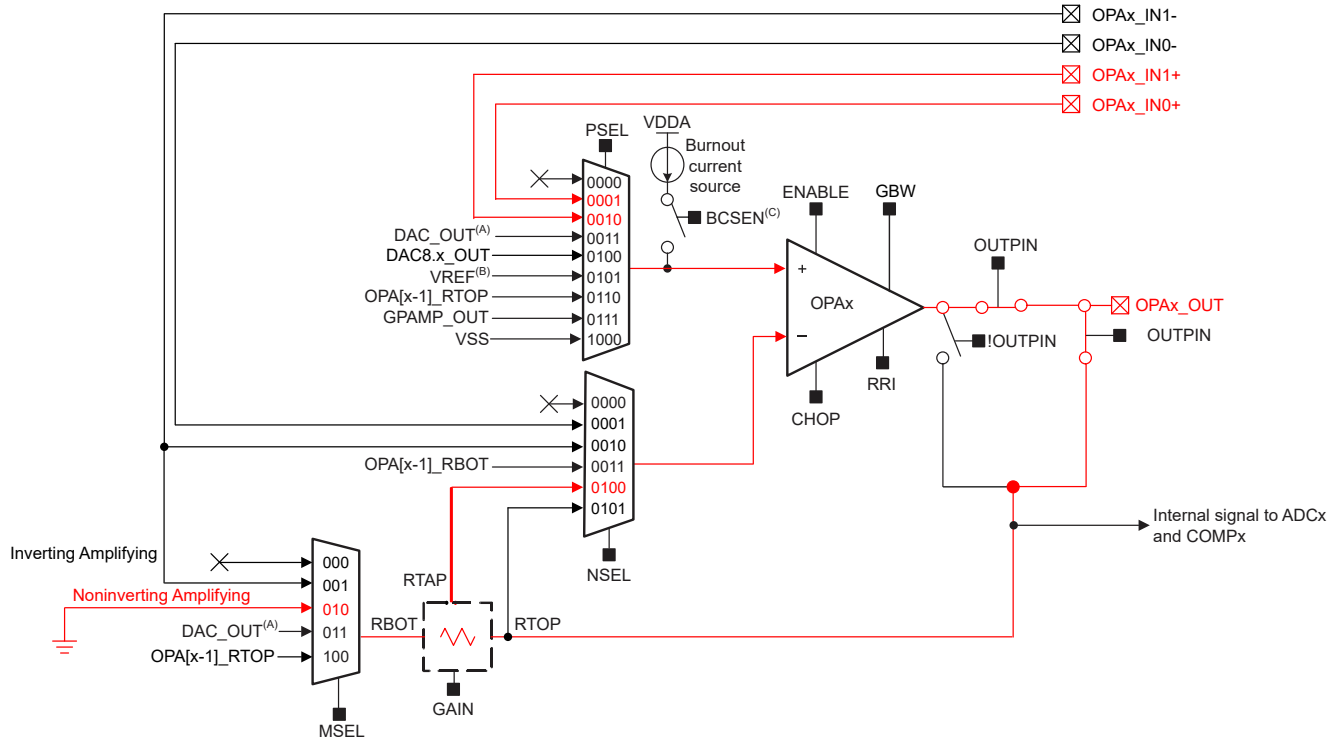 OPAx_IN1-
OPAx_IN0-
OPAx_IN1+
OPAx_IN0+
PSEL
VDDA
Burnout
current
source
BCSEN(C)
ENABLE
GBW
OUTPIN
0000
0001
0010
DAC_OUT(A)
0011
DAC8.x_OUT
0100
VREF(B)
0101
OPA[x-1]_RTOP
0110
GPAMP_OUT
0111
VSS
1000
+
OPAx
−
OPAx_OUT
!OUTPIN
OUTPIN
RRI
CHOP
0000
0001
0010
OPA[x-1]_RBOT
0011
0100
0101
NSEL
Internal signal to ADCx
and COMPx
Inverting Amplifying
000
001
Noninverting Amplifying
010
DAC_OUT(A)
011
OPA[x-1]_RTOP
100
MSEL
RTAP
RBOT
RTOP
GAIN